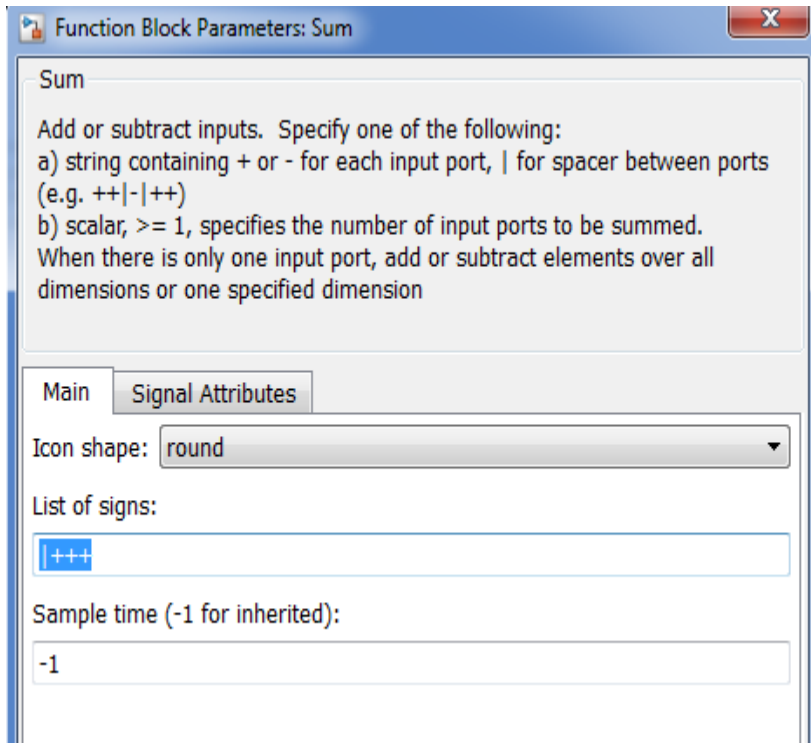 Function Block Parameters: Sum
X
Sum
Add or subtract inputs.  Specify one of the following:
a) string containing + or - for each input port, | for spacer between ports
(e.g. ++|-|++)
b) scalar, >= 1, specifies the number of input ports to be summed.
When there is only one input port, add or subtract elements over all
dimensions or one specified dimension
Main Signal Attributes
Icon shape: round
List of signs:
|+++
Sample time (-1 for inherited):
-1